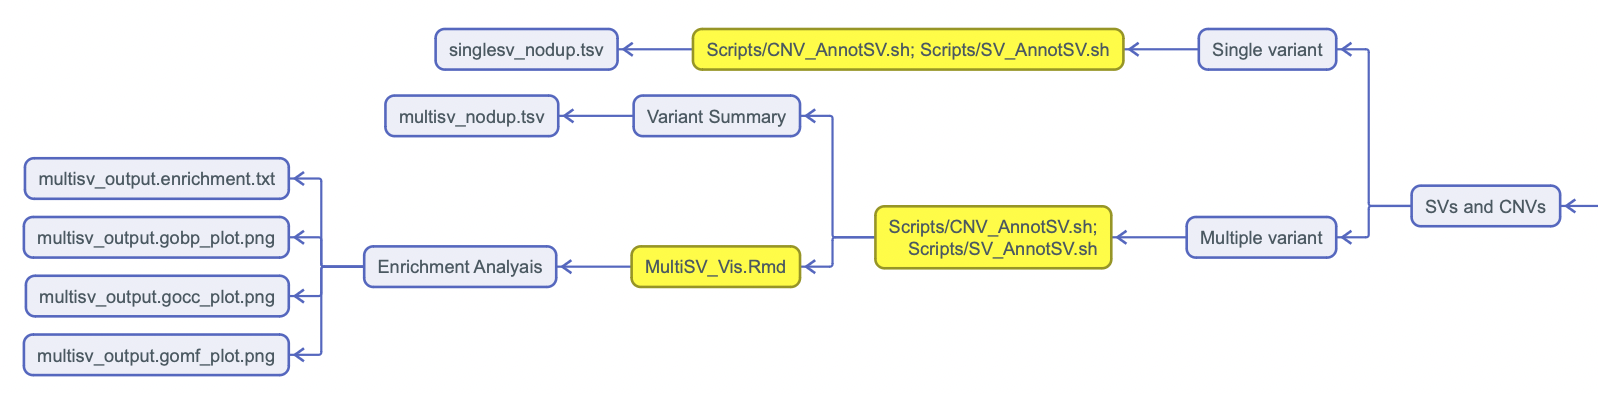 singlesv_nodup.tsv
Scripts/CNV_AnnotSV.sh; Scripts/SV_AnnotSV.sh
Single variant
multisv_nodup.tsv
Variant Summary
multisv_output.enrichment.txt
SVs and CNVs
Scripts/CNV_AnnotSV.sh;
Scripts/SV_AnnotSV.sh
Multiple variant
multisv_output.gobp_plot.png
Enrichment Analyais
MultiSV_Vis.Rmd
multisv_output.gocc_plot.png
multisv_output.gomf_plot.png